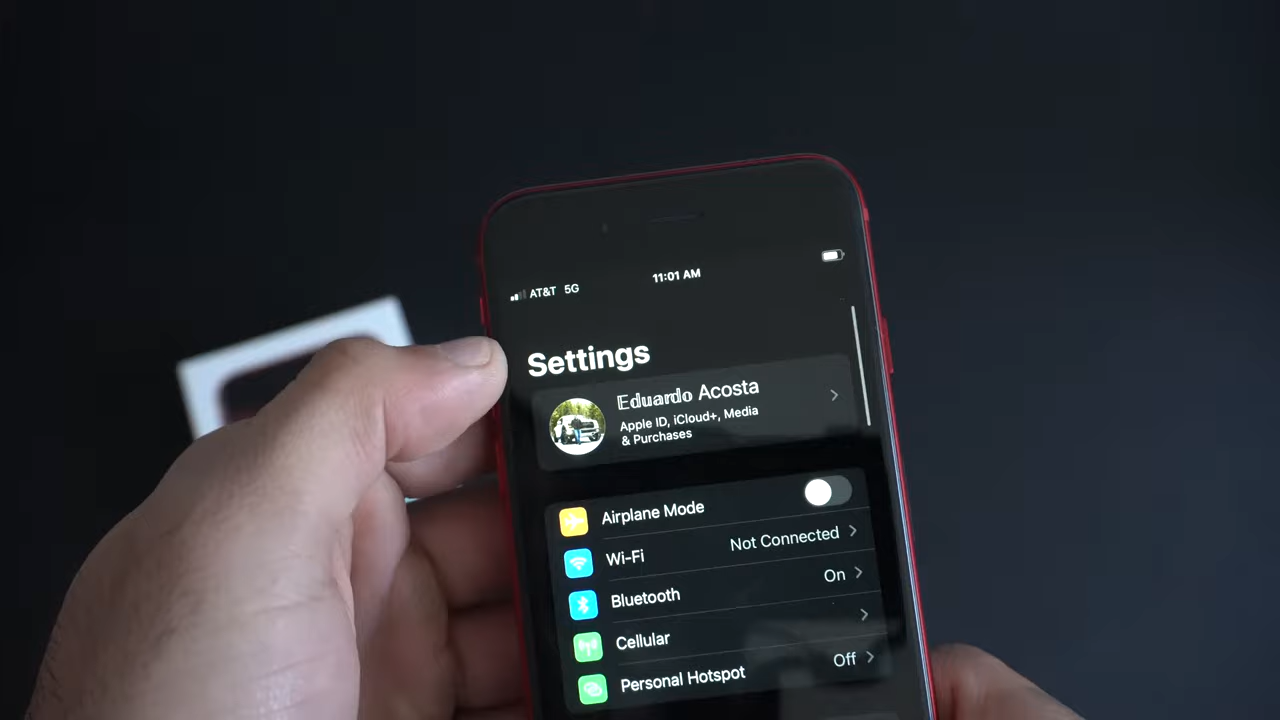 AT&T 5G 11:01 AM
Settings
𝔼𝕕𝕦𝕒𝕣𝕕𝕠 Acosta
Apple ID, iCloud+, Media
& Purchases
Airplane Mode
Wi-Fi Not Connected
Bluetooth On
Cellular
Personal Hotspot Off